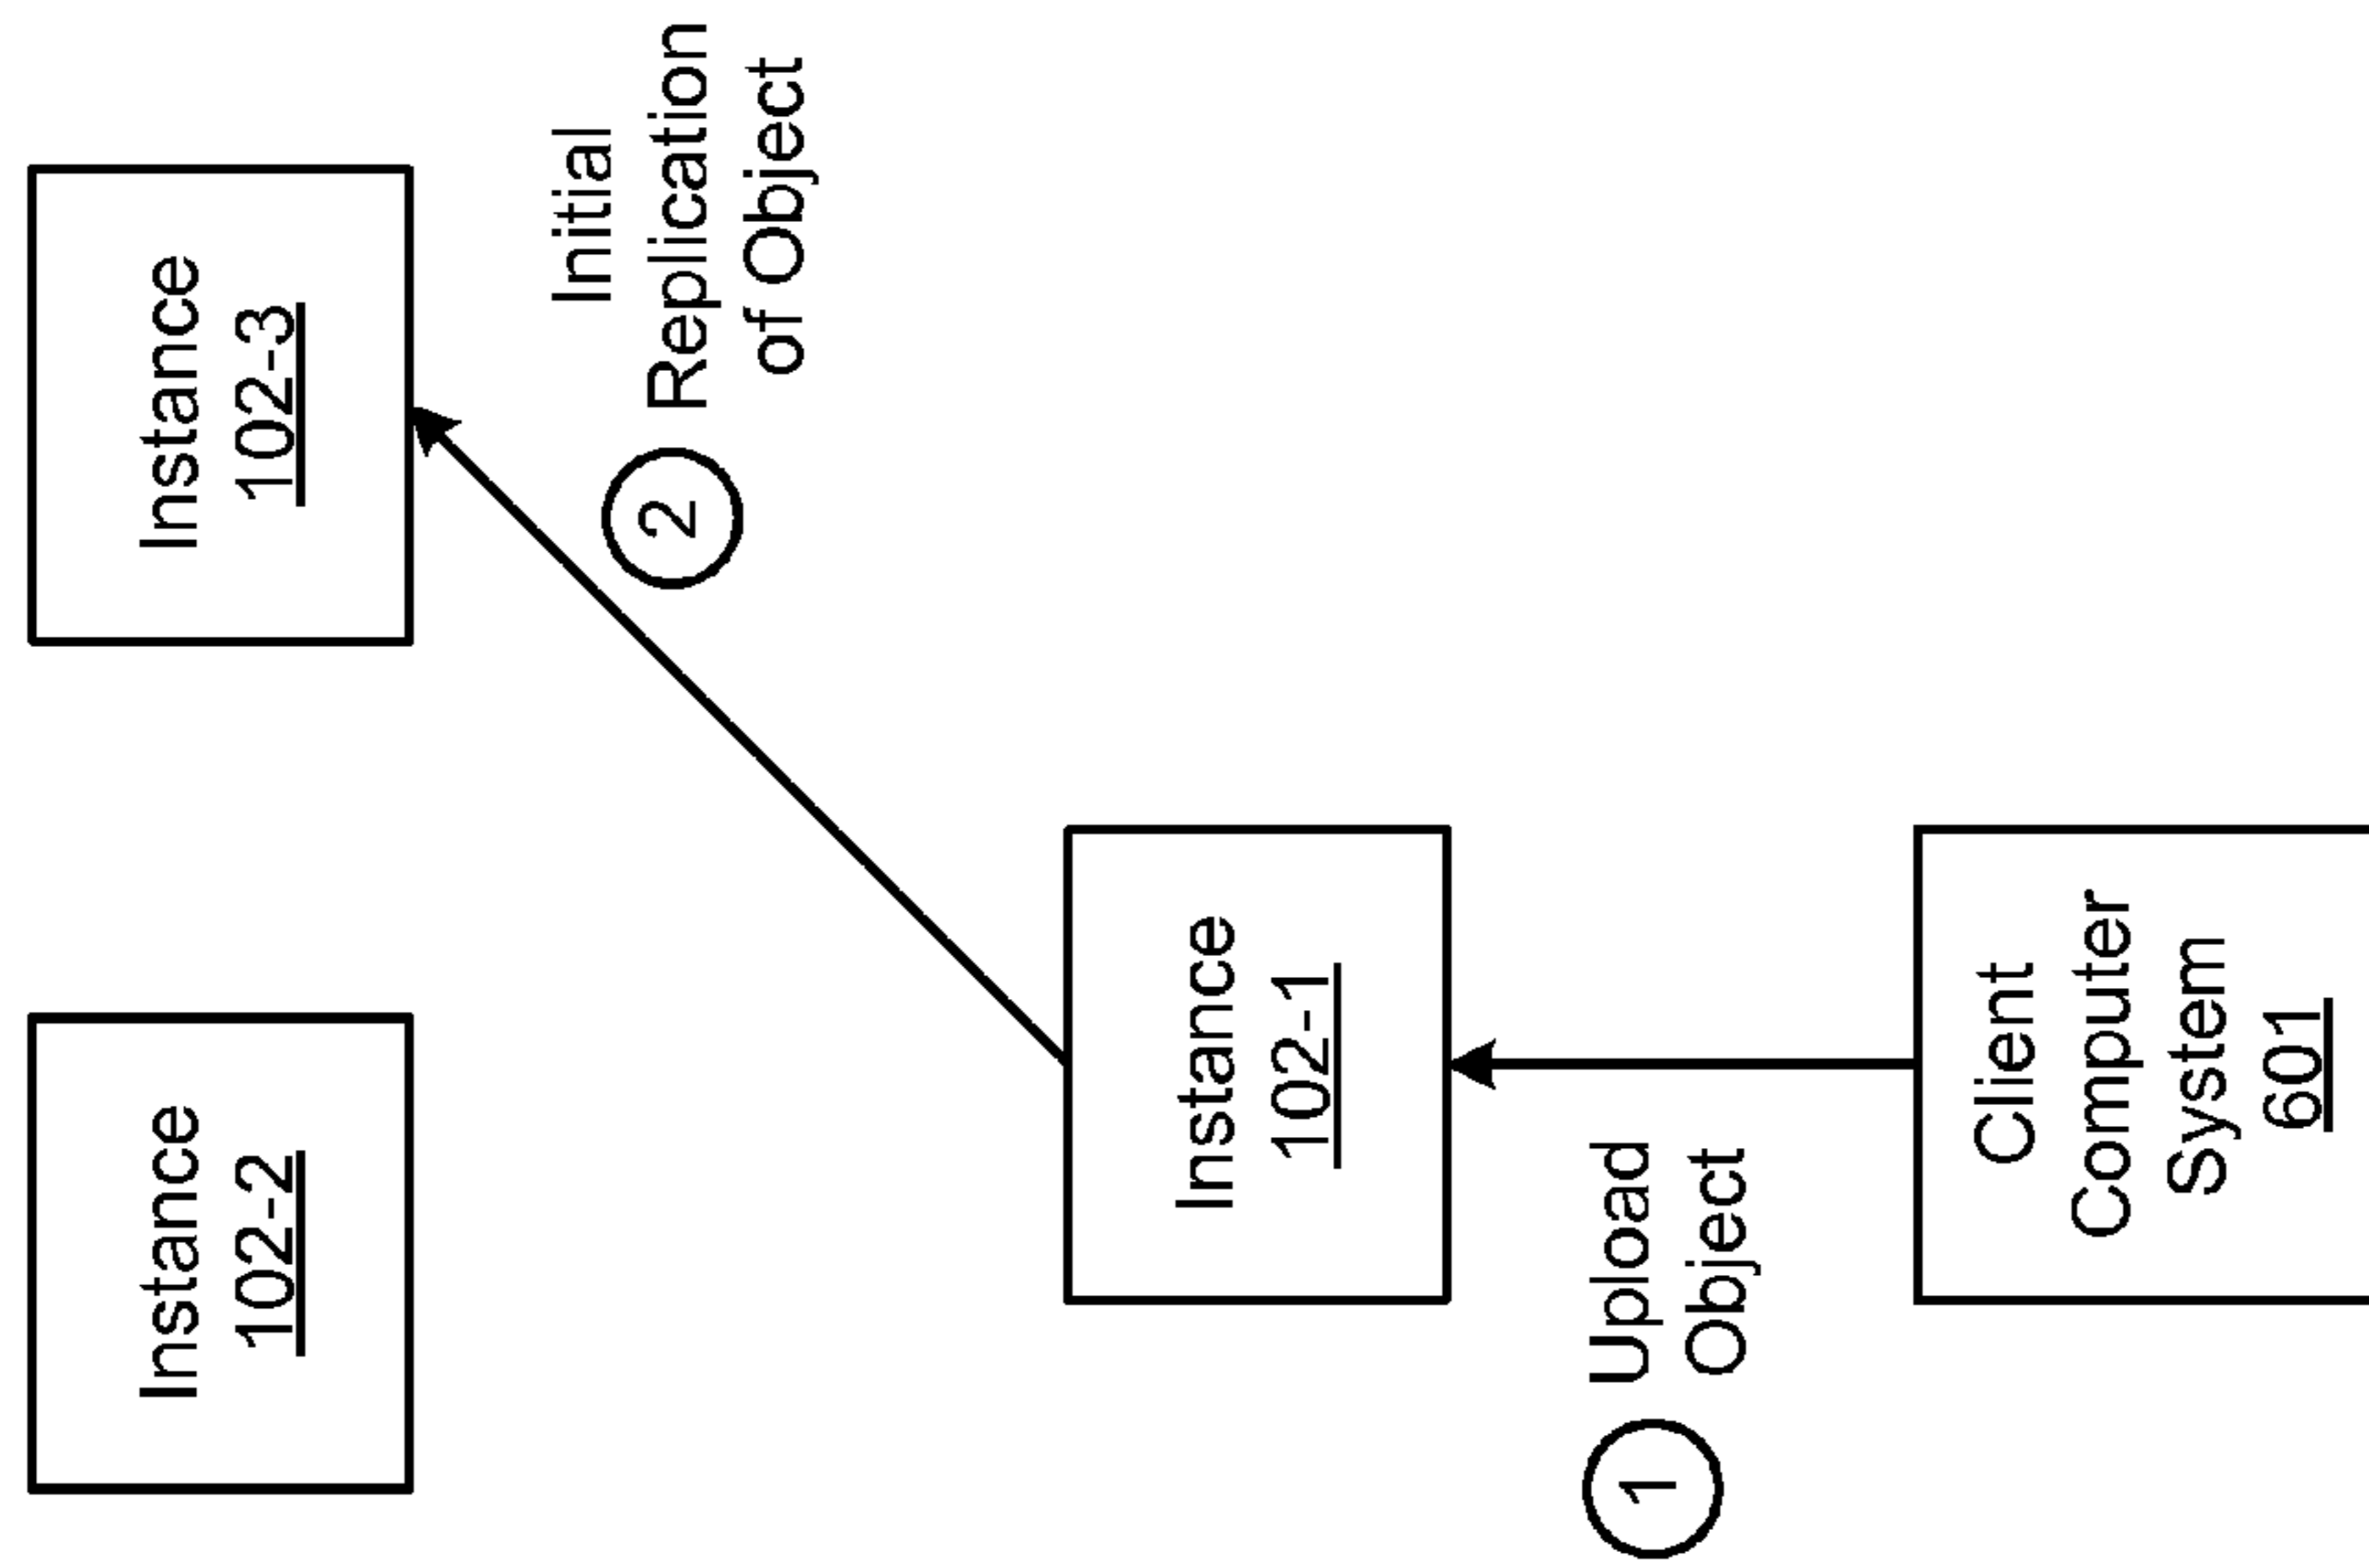 Instance
102-2
Instance
102-3
2
Initial
Replication
of Object
Instance
102-1
1
Upload
Object
Client
Computer
System
601